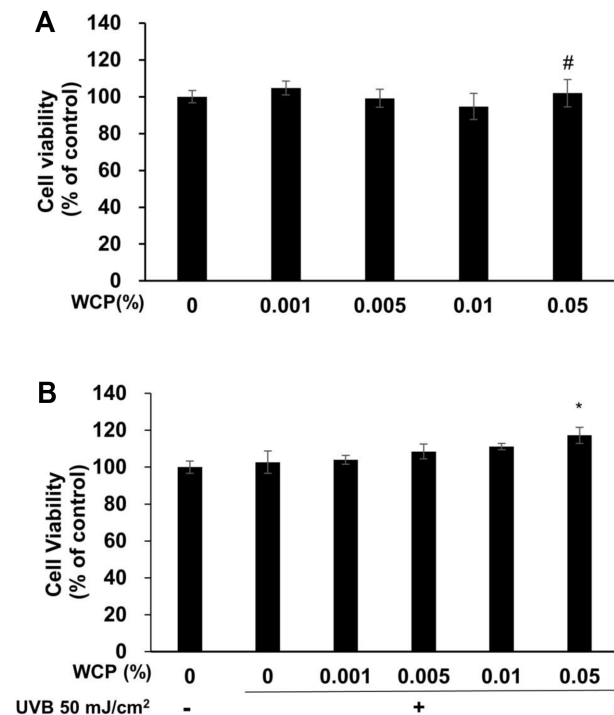 A
Cell viability
(% of control)
140
120
100
80
60
40
20
0
#
WCP(%)
0 0.001 0.005 0.01 0.05
B
Cell Viability
(% of control)
140
120
100
80
60
40
20
0
*
WCP (%)
0 0 0.001 0.005 0.01 0.05
UVB 50 mJ/cm² - +